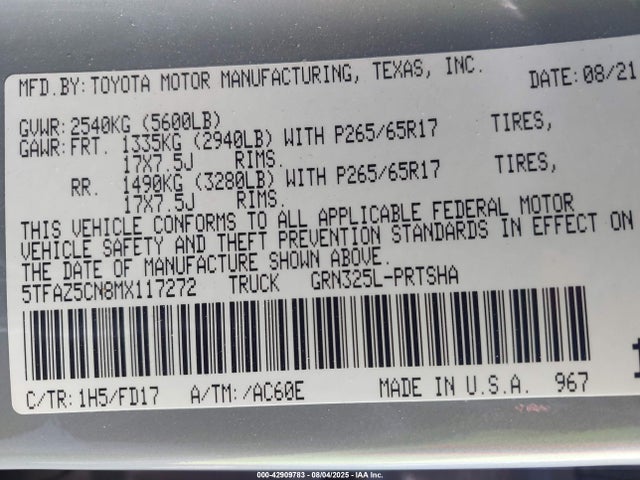 MFD.BY: TOYOTA MOTOR MANUFACTURING, TEXAS, INC. DATE: 08/21
GVWR: 2540KG (5600LB)
GAWR: FRT. 1335KG (2940LB) WITH P265/65R17 TIRES,
17X7.5J RIMS.
RR. 1490KG (3280LB) WITH P265/65R17 TIRES,
17X7.5J RIMS.
THIS VEHICLE CONFORMS TO ALL APPLICABLE FEDERAL MOTOR
VEHICLE SAFETY AND THEFT PREVENTION STANDARDS IN EFFECT ON
THE DATE OF MANUFACTURE SHOWN ABOVE.
5TFAZ5CN8MX117272 TRUCK GRN325L-PRTSHA
C/TR: 1H5/FD17 A/TM: /AC60E MADE IN U.S.A. 967
000-42909783 - 08/04/2025 - IAA Inc.